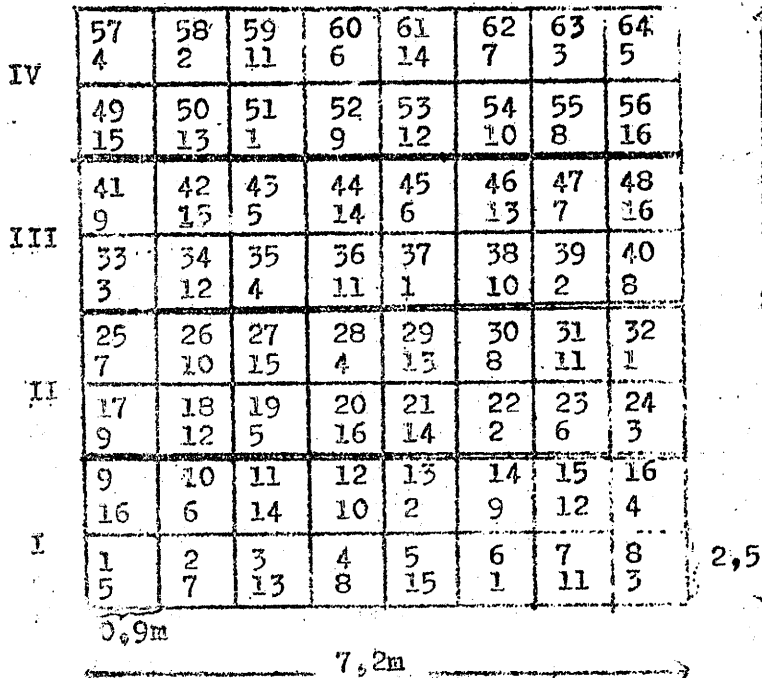 57 58 59 60 61 62 63 64
4 2 11 6 14 7 3 5
IV
49 50 51 52 53 54 55 56
15 13 1 9 12 10 8 16
41 42 43 44 45 46 47 48
9 15 5 14 6 13 7 16
III
33 34 35 36 37 38 39 40
3 12 4 11 1 10 2 8
25 26 27 28 29 30 31 32
7 10 15 4 13 8 11 1
II
17 18 19 20 21 22 23 24
9 12 5 16 14 2 6 3
9 10 11 12 13 14 15 16
16 6 14 10 2 9 12 4
I
1 2 3 4 5 6 7 8
2,5
5 7 13 8 15 1 11 3
0,9m
7,2m